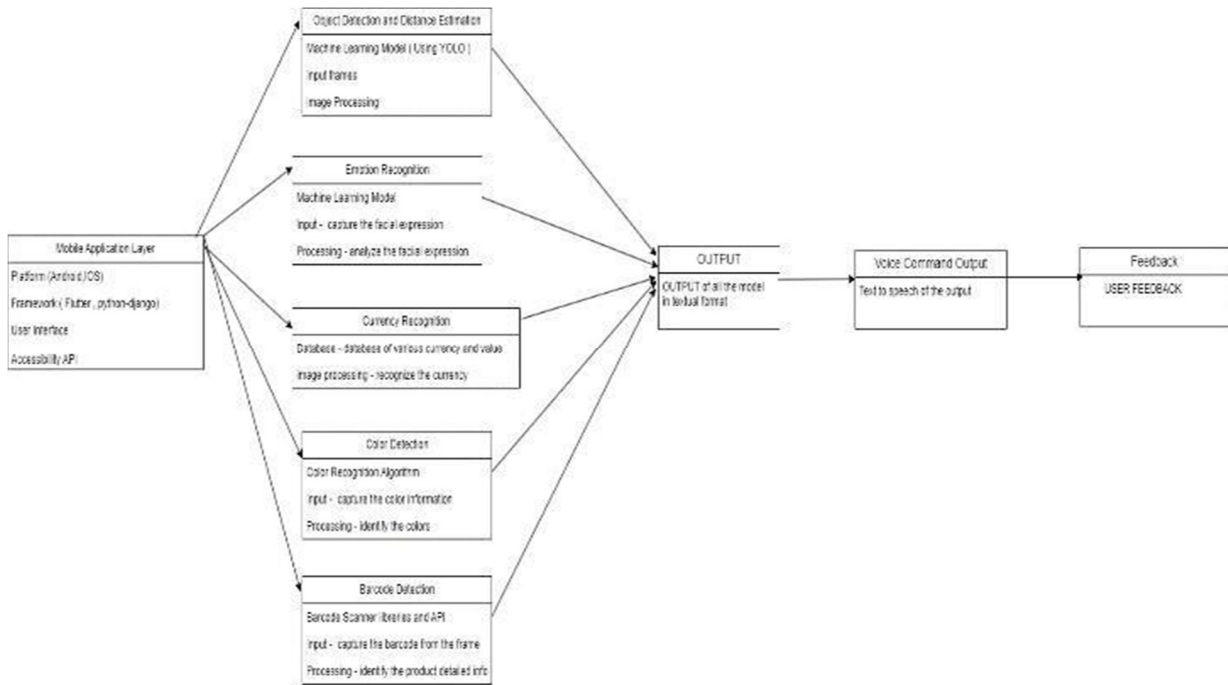 Object Detection and Distance Estimation
Machine Learning Model ( Using YOLO )
Input frames
Image Processing
Emotion Recognition
Machine Learning Model
Input - capture the facial expression
Processing - analyze the facial expression
Mobile Application Layer
Platform (Android,IOS)
Framework ( Flutter , python-django)
User Interface
Accessibility API
Currency Recognition
Database - database of various currency and value
image processing - recognize the currency
Color Detection
Color Recognition Algorithm
Input - capture the color information
Processing - identify the colors
Barcode Detection
Barcode Scanner libraries and API
Input - capture the barcode from the frame
Processing - identify the product detailed info
OUTPUT
OUTPUT of all the model
in textual format
Voice Command Output
Text to speech of the output
Feedback
USER FEEDBACK